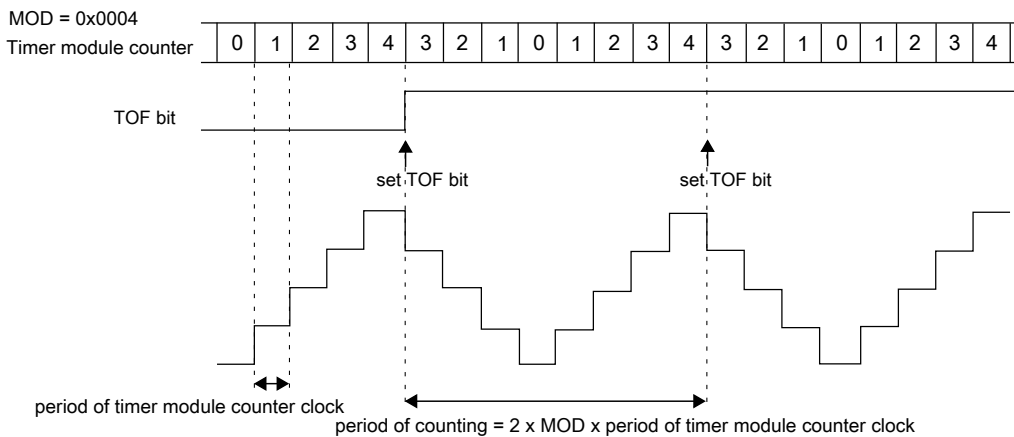 MOD = 0x0004
Timer module counter 0 1 2 3 4 3 2 1 0 1 2 3 4 3 2 1 0 1 2 3 4
TOF bit
set TOF bit set TOF bit
period of timer module counter clock
period of counting = 2 x MOD x period of timer module counter clock